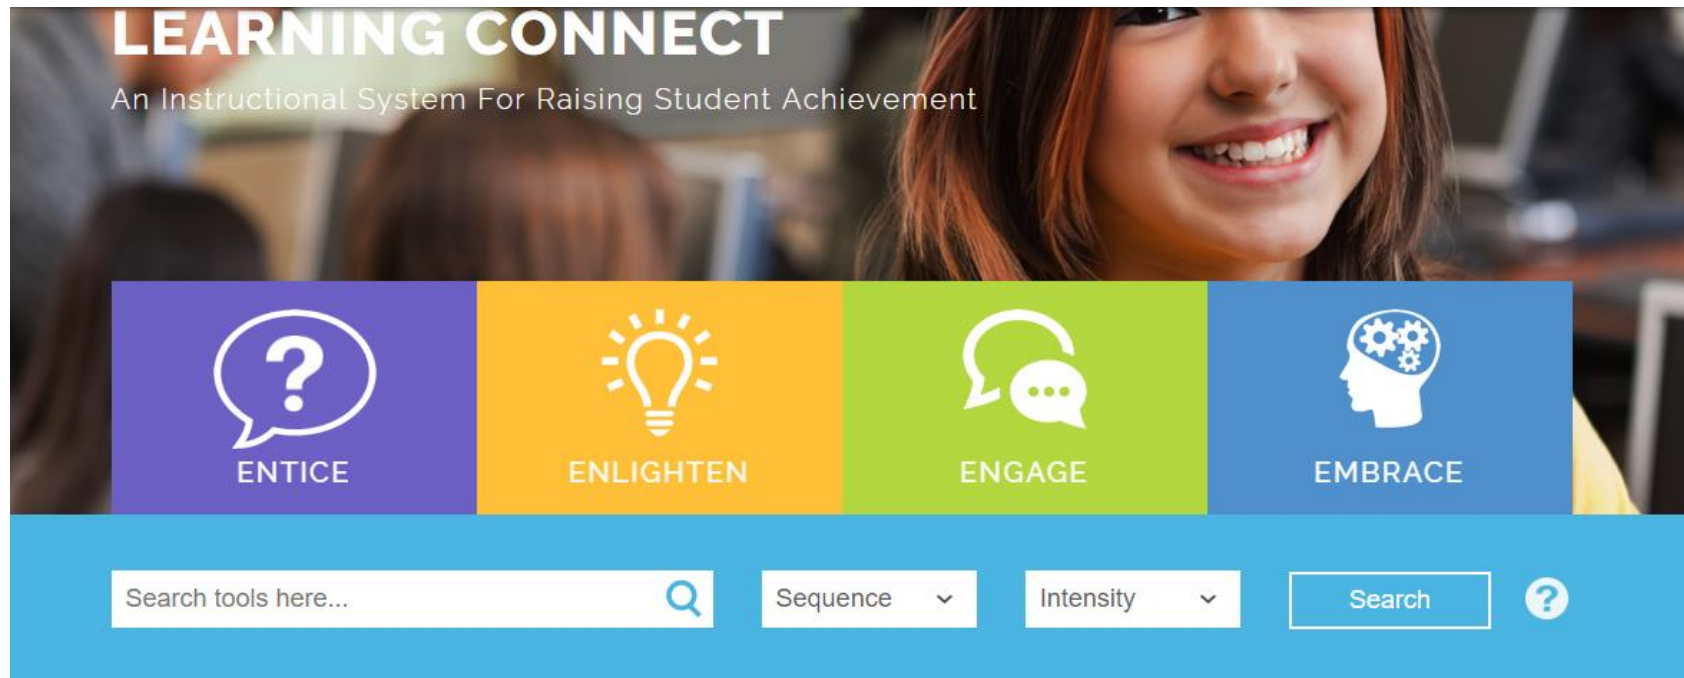 LEARNING CONNECT
An Instructional System For Raising Student Achievement
?
ENTICE
ENLIGHTEN
ENGAGE
EMBRACE
Search tools here...
Sequence
Intensity
Search
?